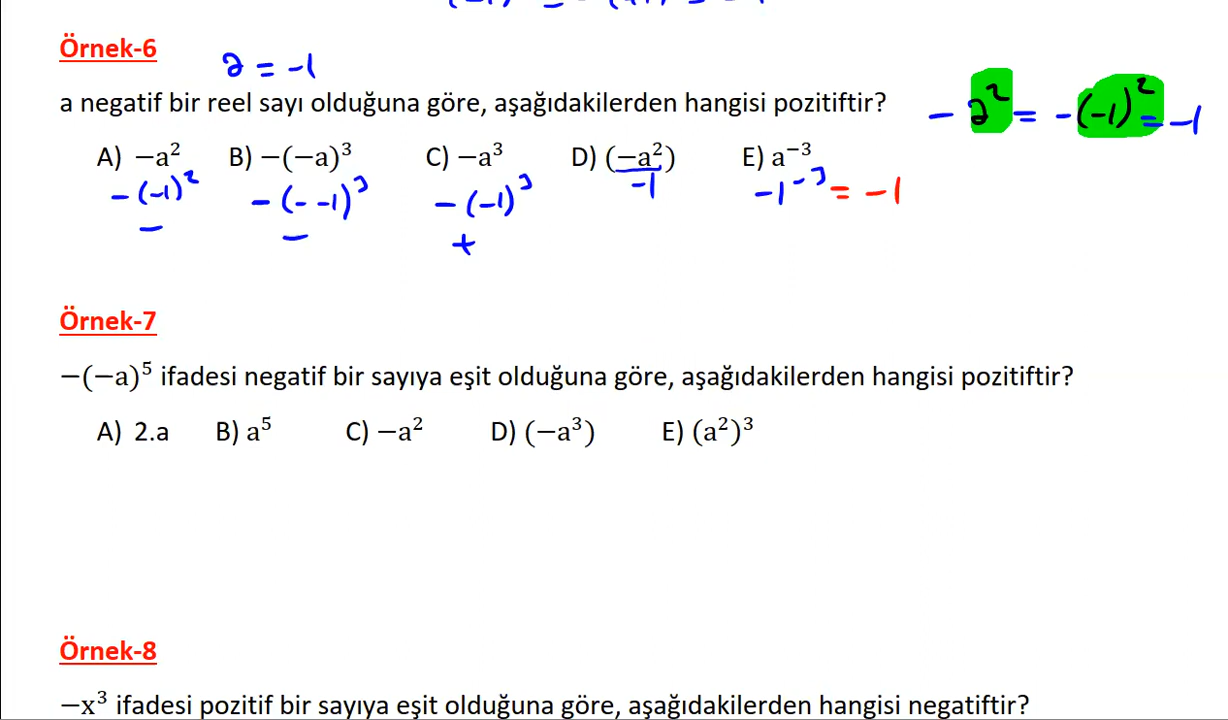 Örnek-6
a = -1
a negatif bir reel sayı olduğuna göre, aşağıdakilerden hangisi pozitiftir?
- a² = -(-1)² = -1
A) −a² B) −(−a)³ C) −a³ D) (−a²) E) a⁻³
-(-1)² -(--1)³ -(-1)³ -1 -1⁻³ = -1
- - +
Örnek-7
−(−a)⁵ ifadesi negatif bir sayıya eşit olduğuna göre, aşağıdakilerden hangisi pozitiftir?
A) 2.a B) a⁵ C) −a² D) (−a³) E) (a²)³
Örnek-8
−x³ ifadesi pozitif bir sayıya eşit olduğuna göre, aşağıdakilerden hangisi negatiftir?